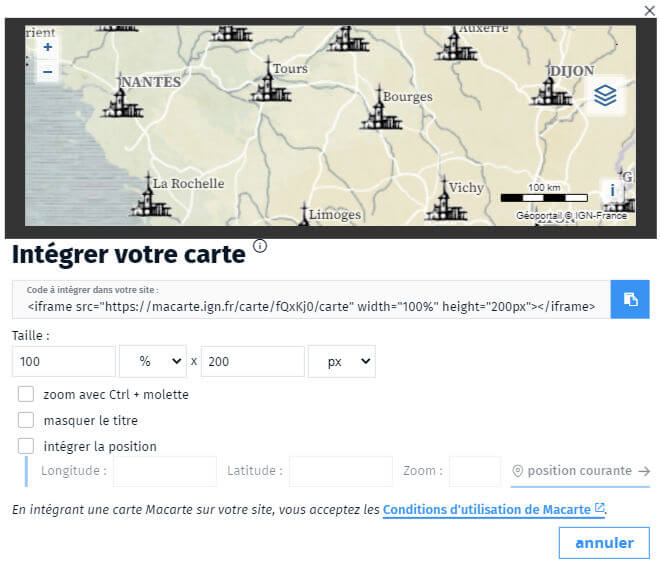 rient
Auxerre
+
−
NANTES
Tours
DIJON
Bourges
La Rochelle
Vichy
100 km
i
G
Limoges
LYON
Géoportail © IGN-France
Intégrer votre carte
Code à intégrer dans votre site :
<iframe src="https://macarte.ign.fr/carte/fQxKj0/carte" width="100%" height="200px"></iframe>
Taille :
100 % x 200 px
zoom avec Ctrl + molette
masquer le titre
intégrer la position
Longitude : Latitude : Zoom : position courante →
En intégrant une carte Macarte sur votre site, vous acceptez les Conditions d'utilisation de Macarte.
annuler